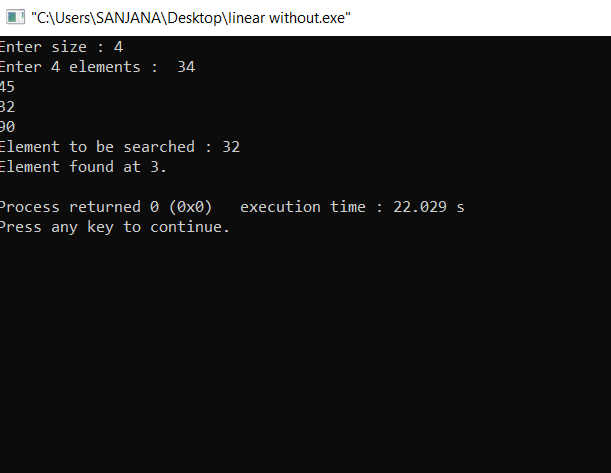 "C:\Users\SANJANA\Desktop\linear without.exe"
Enter size : 4
Enter 4 elements :  34
45
32
90
Element to be searched : 32
Element found at 3.
Process returned 0 (0x0)   execution time : 22.029 s
Press any key to continue.